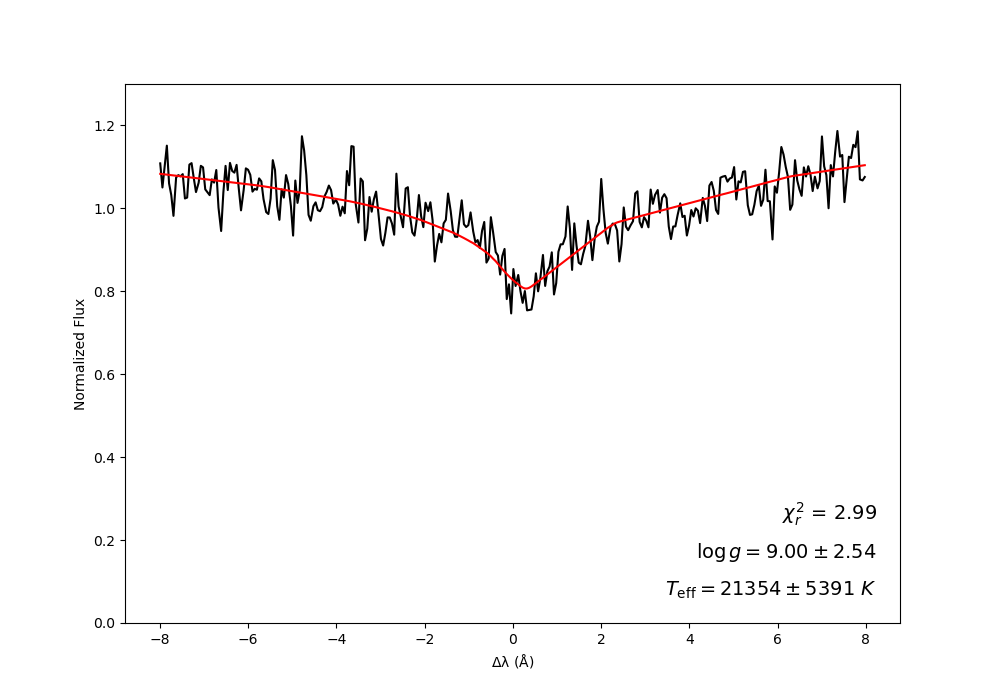 1.2
1.0
0.8
0.6
0.4
0.2
0.0
Normalized Flux
χ²ᵣ = 2.99
log g = 9.00 ± 2.54
T_eff = 21354 ± 5391 K
−8 −6 −4 −2 0 2 4 6 8
Δλ (Å)